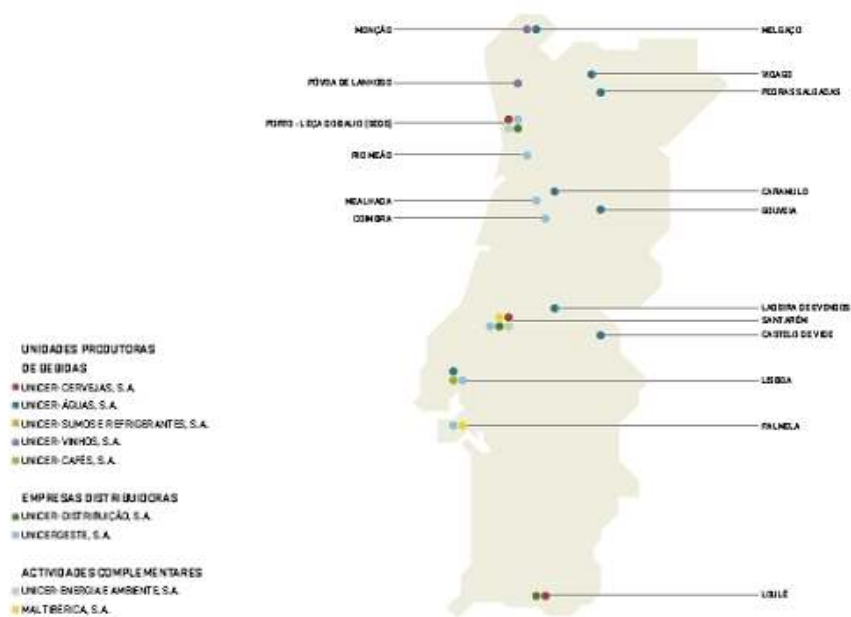 MONÇÃO
PÓVOA DE LANHOSO
PORTO - LEÇA DO BALIO (SEDE)
RIO MEÃO
MEALHADA
COIMBRA
MELGAÇO
VIDAGO
PEDRAS SALGADAS
CARAMULO
GOUVEIA
LADEIRA DE ENVENDOS
SANTARÉM
CASTELO DE VIDE
LISBOA
PALMELA
LOULÉ
UNIDADES PRODUTORAS
DE BEBIDAS
UNICER-CERVEJAS, S.A.
UNICER-ÁGUAS, S.A.
UNICER-SUMOS E REFRIGERANTES, S.A.
UNICER-VINHOS, S.A.
UNICER-CAFÉS, S.A.
EMPRESAS DISTRIBUIDORAS
UNICER-DISTRIBUIÇÃO, S.A.
UNICERGESTE, S.A.
ACTIVIDADES COMPLEMENTARES
UNICER-ENERGIA E AMBIENTE, S.A.
MALTIBÉRICA, S.A.